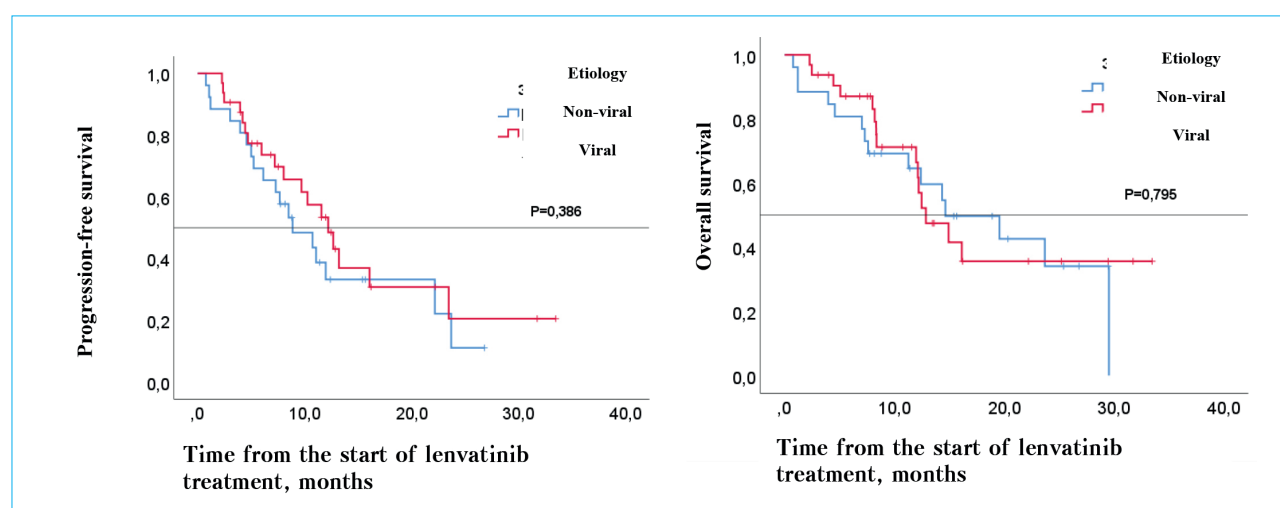 Progression-free survival
1,0
0,8
0,6
0,4
0,2
0,0
Etiology
Non-viral
Viral
P=0,386
,0 10,0 20,0 30,0 40,0
Time from the start of lenvatinib
treatment, months
Overall survival
1,0
0,8
0,6
0,4
0,2
0,0
Etiology
Non-viral
Viral
P=0,795
,0 10,0 20,0 30,0 40,0
Time from the start of lenvatinib
treatment, months